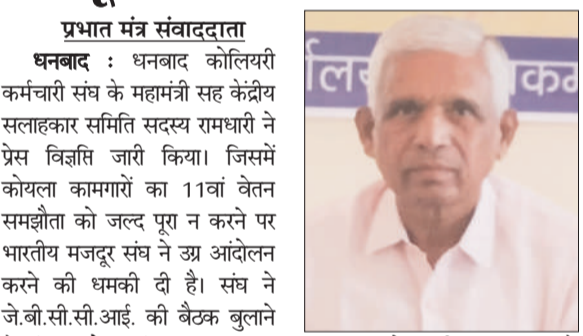 प्रभात मंत्र संवाददाता
धनबाद : धनबाद कोलियरी
कर्मचारी संघ के महामंत्री सह केंद्रीय
सलाहकार समिति सदस्य रामधारी ने
प्रेस विज्ञप्ति जारी किया। जिसमें
कोयला कामगारों का 11वां वेतन
समझौता को जल्द पूरा न करने पर
भारतीय मजदूर संघ ने उग्र आंदोलन
करने की धमकी दी है। संघ ने
जे.बी.सी.सी.आई. की बैठक बुलाने